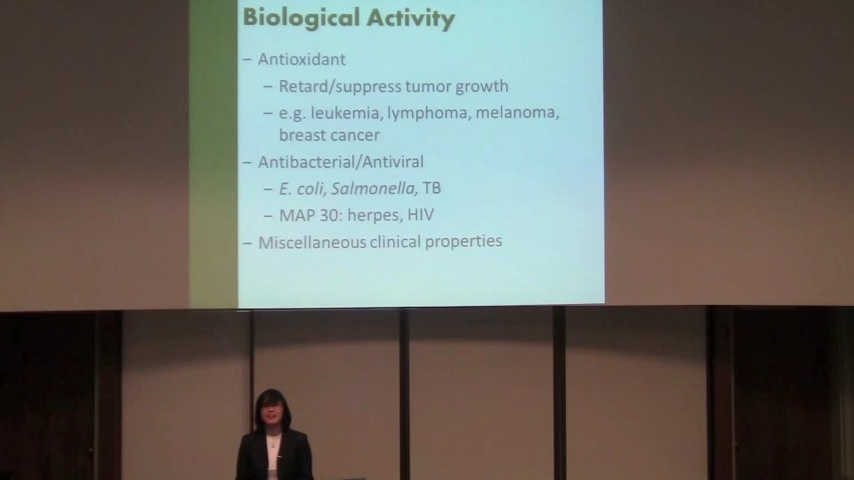 Biological Activity
– Antioxidant
– Retard/suppress tumor growth
– e.g. leukemia, lymphoma, melanoma,
breast cancer
– Antibacterial/Antiviral
– E. coli, Salmonella, TB
– MAP 30: herpes, HIV
– Miscellaneous clinical properties